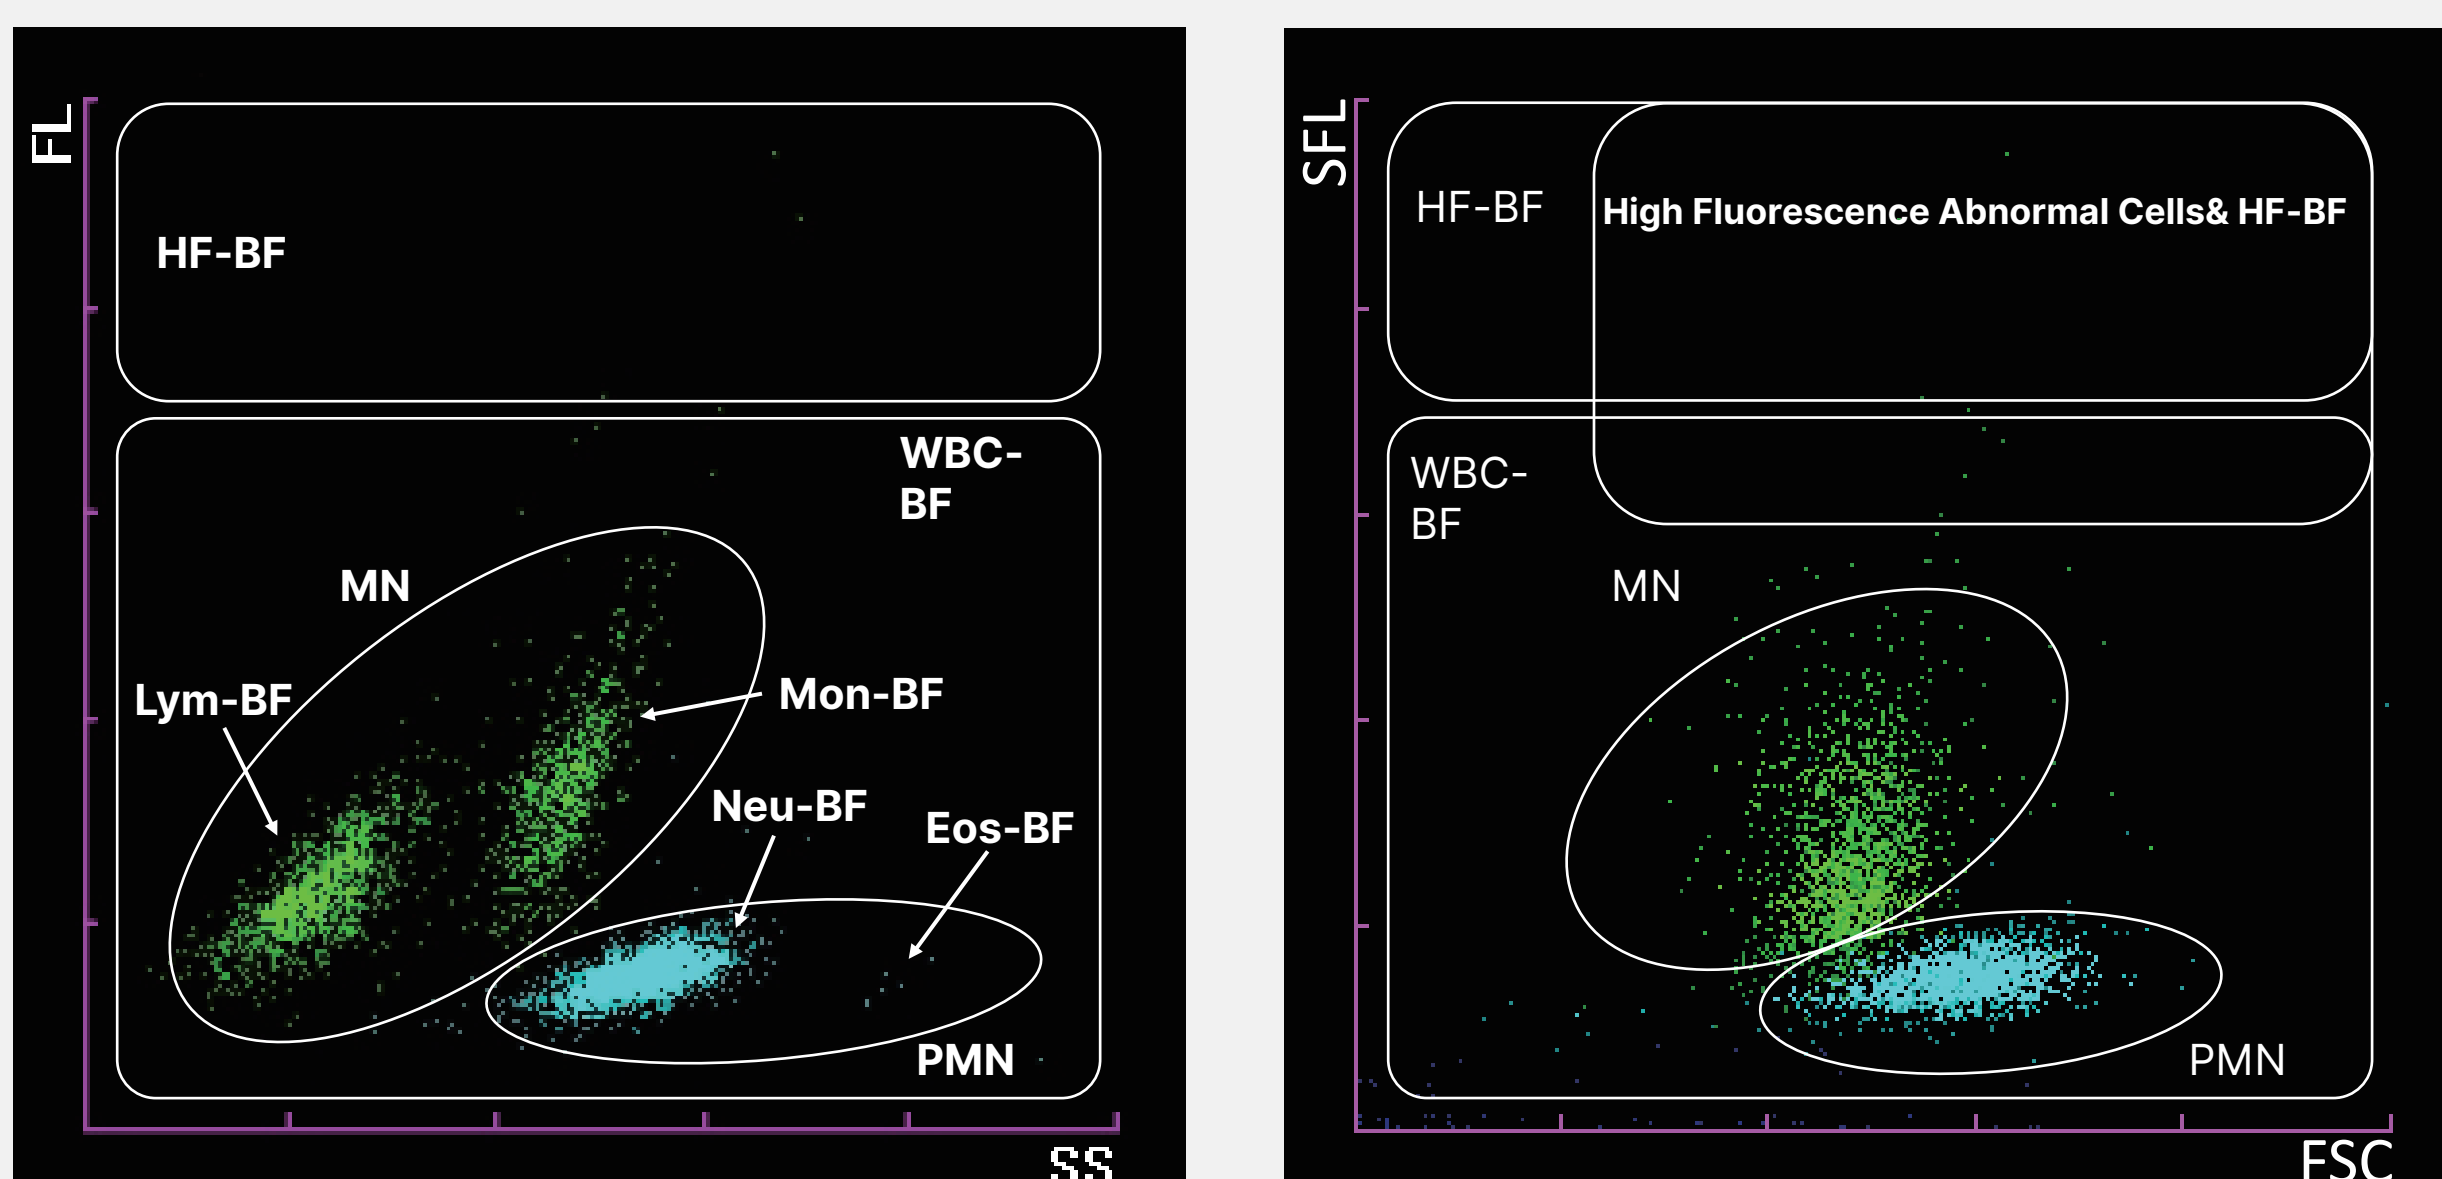 FL
HF-BF
WBC-
BF
MN
Lym-BF
Mon-BF
Neu-BF
Eos-BF
PMN
SS
SFL
HF-BF
High Fluorescence Abnormal Cells& HF-BF
WBC-
BF
MN
PMN
FSC